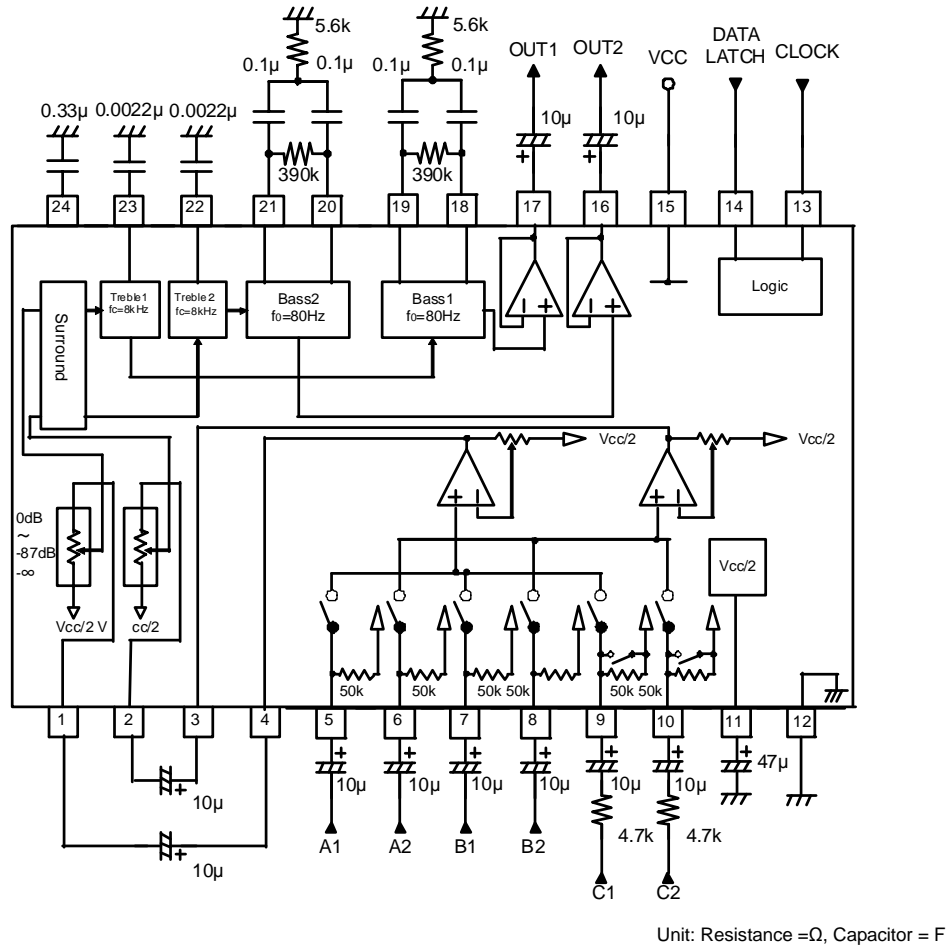 5.6k 5.6k
0.1µ 0.1µ 0.1µ 0.1µ
OUT1 OUT2 VCC DATA LATCH CLOCK
0.33µ 0.0022µ 0.0022µ
10µ 10µ
+ +
390k 390k
24 23 22 21 20 19 18 17 16 15 14 13
Surround
Treble1
fc=8kHz
Treble2
fc=8kHz
Bass2
f0=80Hz
Bass1
f0=80Hz
Logic
Vcc/2 Vcc/2
0dB
~
-87dB
-∞
Vcc/2 V cc/2
Vcc/2
50k 50k 50k 50k 50k 50k
1 2 3 4 5 6 7 8 9 10 11 12
+ + + + + + +
10µ 10µ 10µ 10µ 10µ 10µ 47µ
+
10µ
+
10µ
4.7k 4.7k
A1 A2 B1 B2
C1 C2
Unit: Resistance =Ω, Capacitor = F